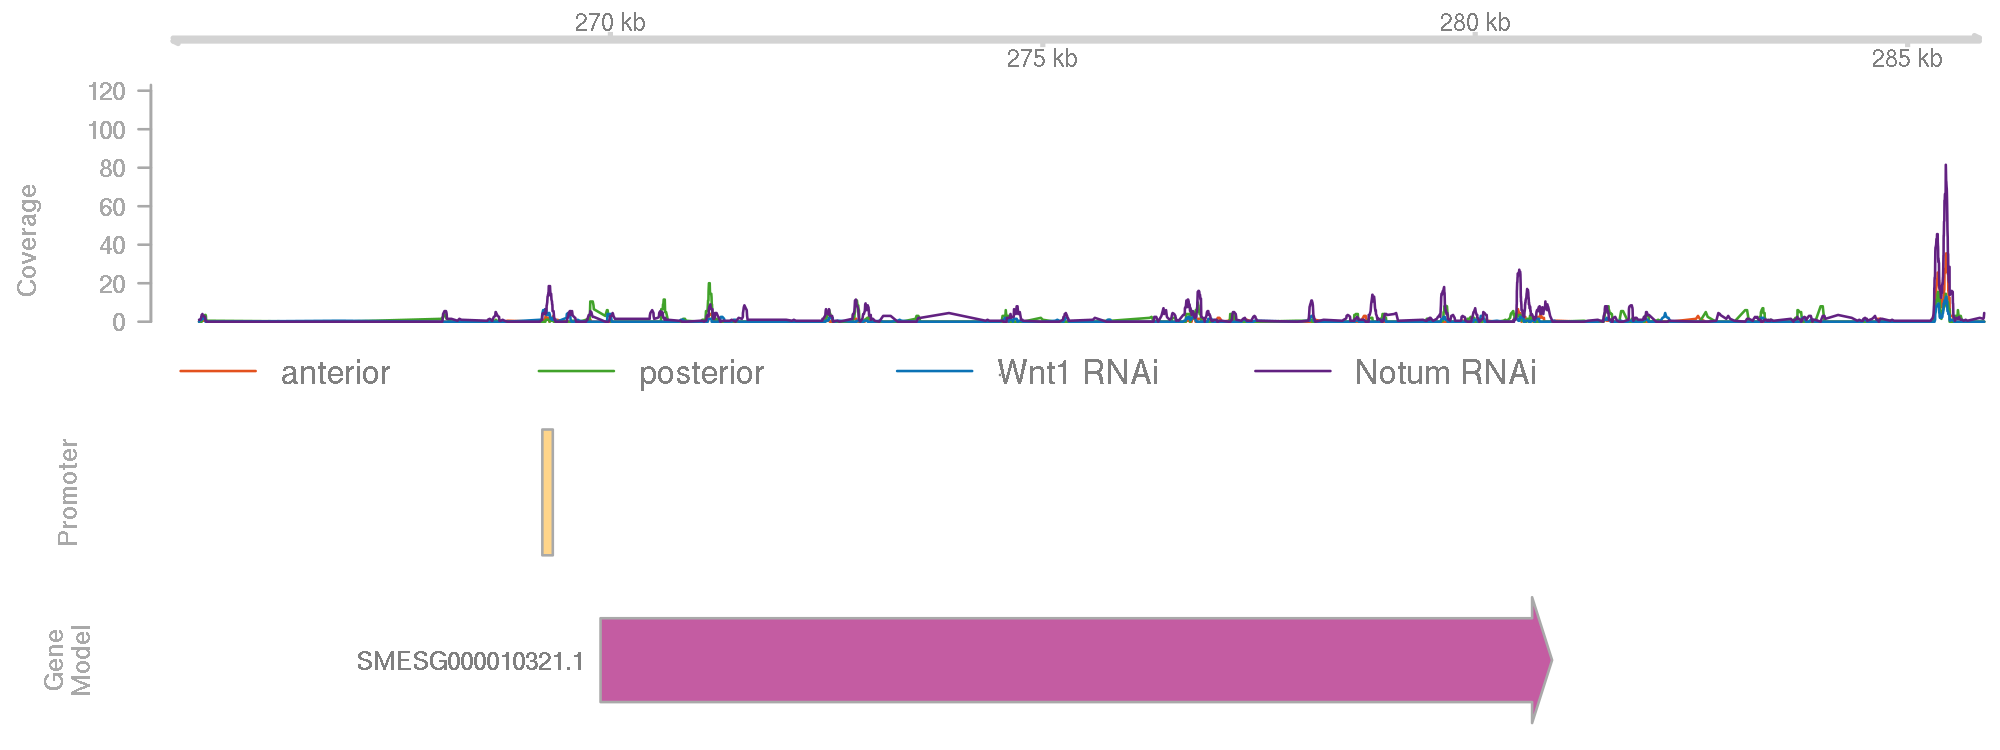 270 kb
280 kb
275 kb
285 kb
120
100
80
60
40
20
0
Coverage
anterior
posterior
Wnt1 RNAi
Notum RNAi
Promoter
Gene
Model
SMESG000010321.1